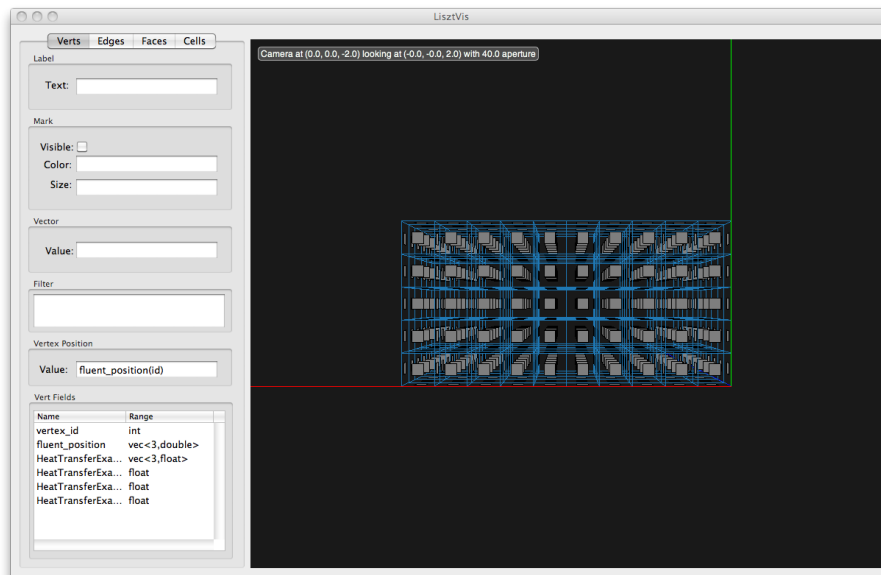 LisztVis
Verts Edges Faces Cells
Label
Text:
Mark
Visible:
Color:
Size:
Vector
Value:
Filter
Vertex Position
Value: fluent_position(id)
Vert Fields
Name Range
vertex_id int
fluent_position vec<3,double>
HeatTransferExa... vec<3,float>
HeatTransferExa... float
HeatTransferExa... float
HeatTransferExa... float
Camera at (0.0, 0.0, -2.0) looking at (-0.0, -0.0, 2.0) with 40.0 aperture